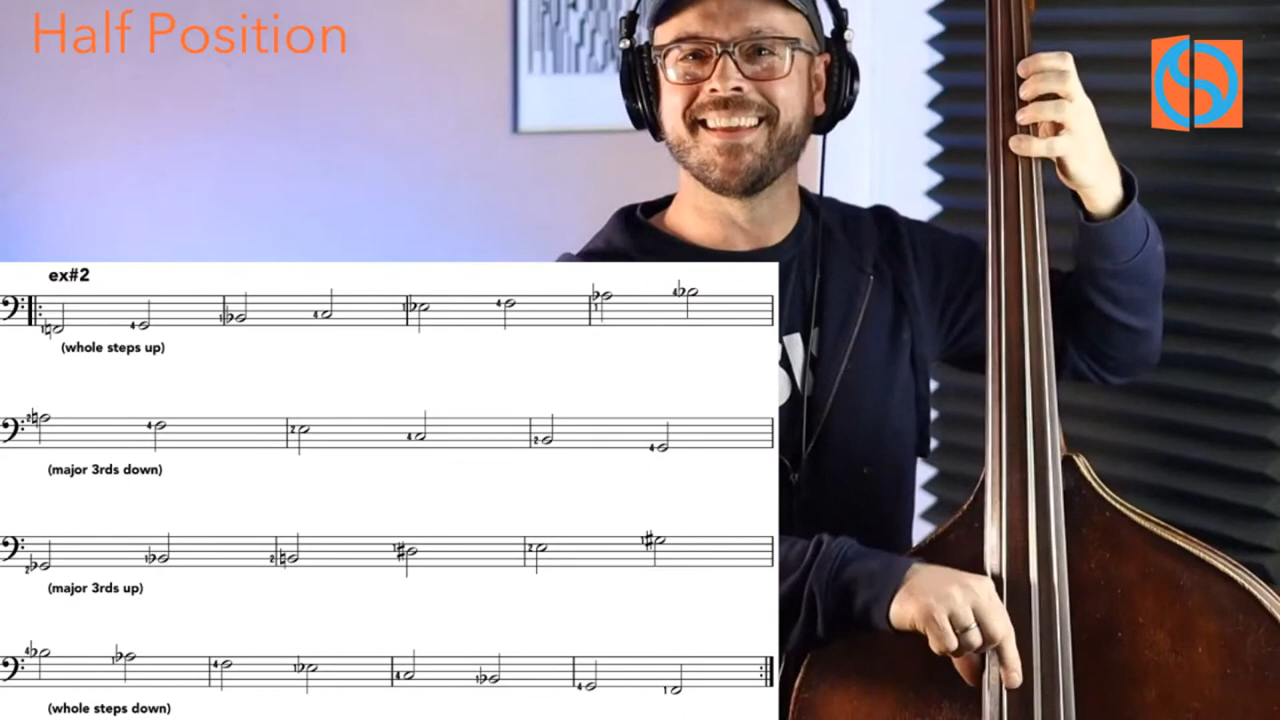 Half Position
ex#2
(whole steps up)
(major 3rds down)
(major 3rds up)
(whole steps down)